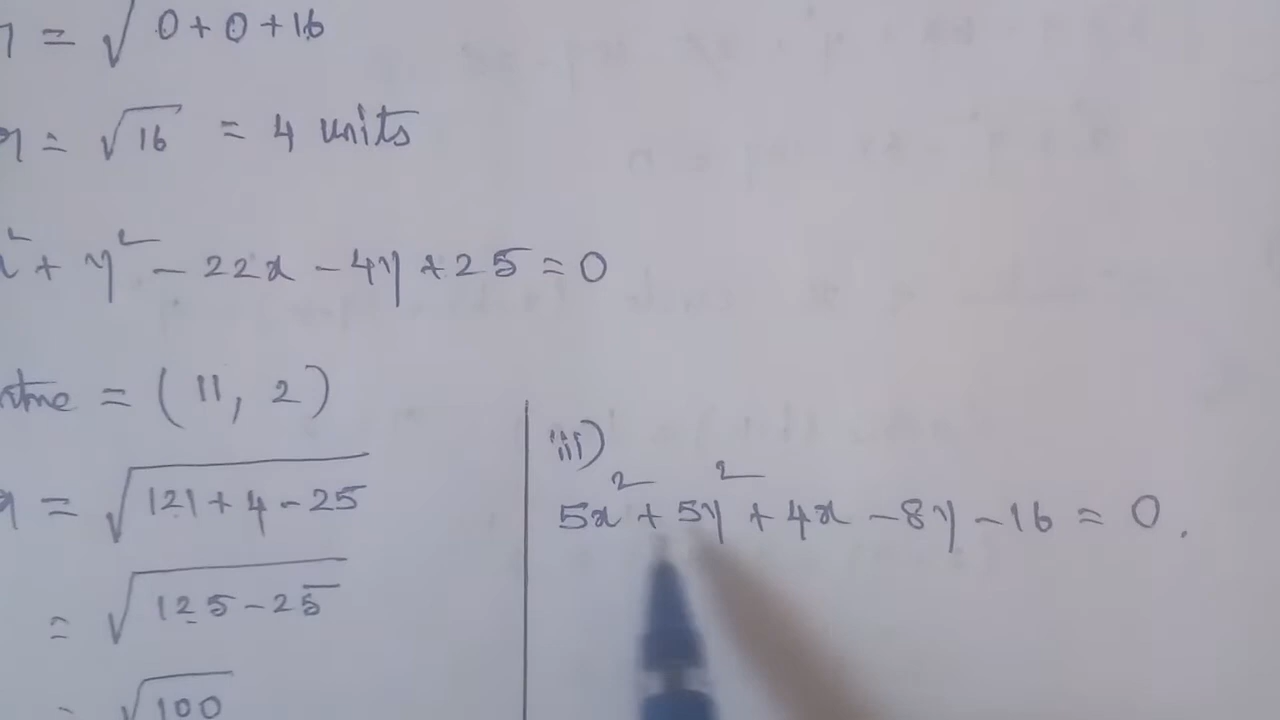 r = √0+0+16
r = √16 = 4 units
x² + y² - 22x - 4y + 25 = 0
= (11, 2)
r = √121+4-25
= √125-25
= √100
iii)
5x² + 5y² + 4x - 8y - 16 = 0.